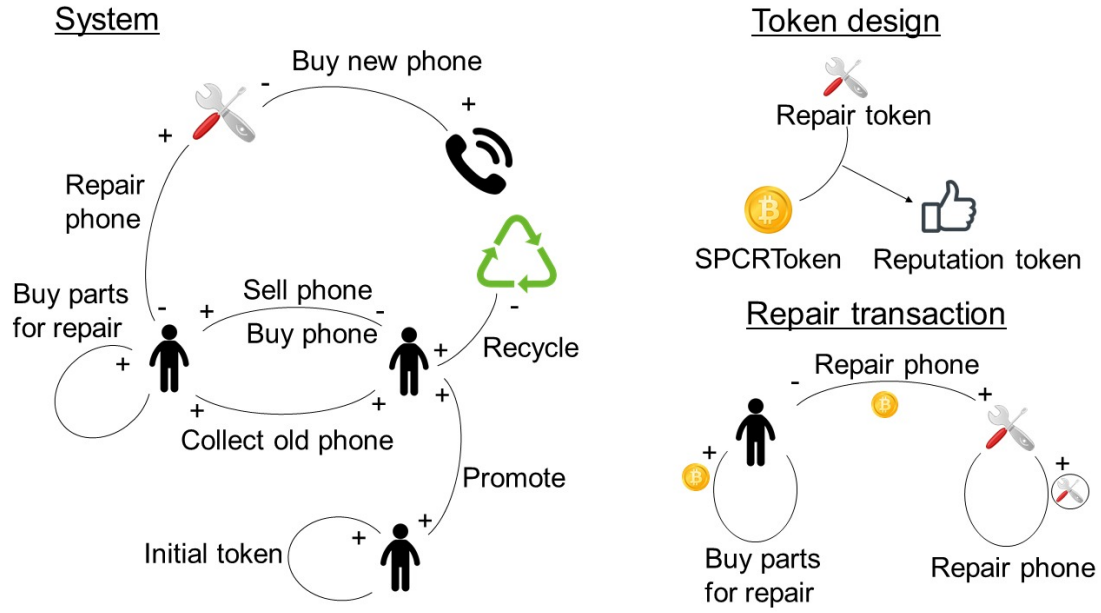 System
Buy new phone
-
+
+
Repair
phone
Buy parts
for repair
-
+
+
Sell phone
-
Buy phone
-
+
Recycle
+
+
+
Collect old phone
Promote
+
+
Initial token
Token design
Repair token
SPCRToken
Reputation token
Repair transaction
Repair phone
-
+
+
+
Buy parts
for repair
Repair phone